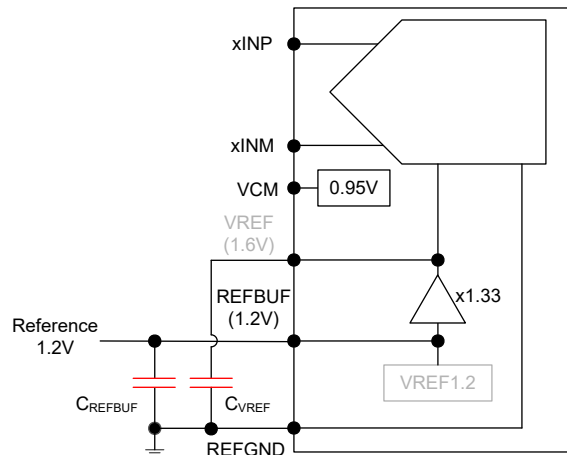 xINP
xINM
VCM
0.95V
VREF
(1.6V)
REFBUF
(1.2V)
x1.33
Reference
1.2V
VREF1.2
CREFBUF
CVREF
REFGND